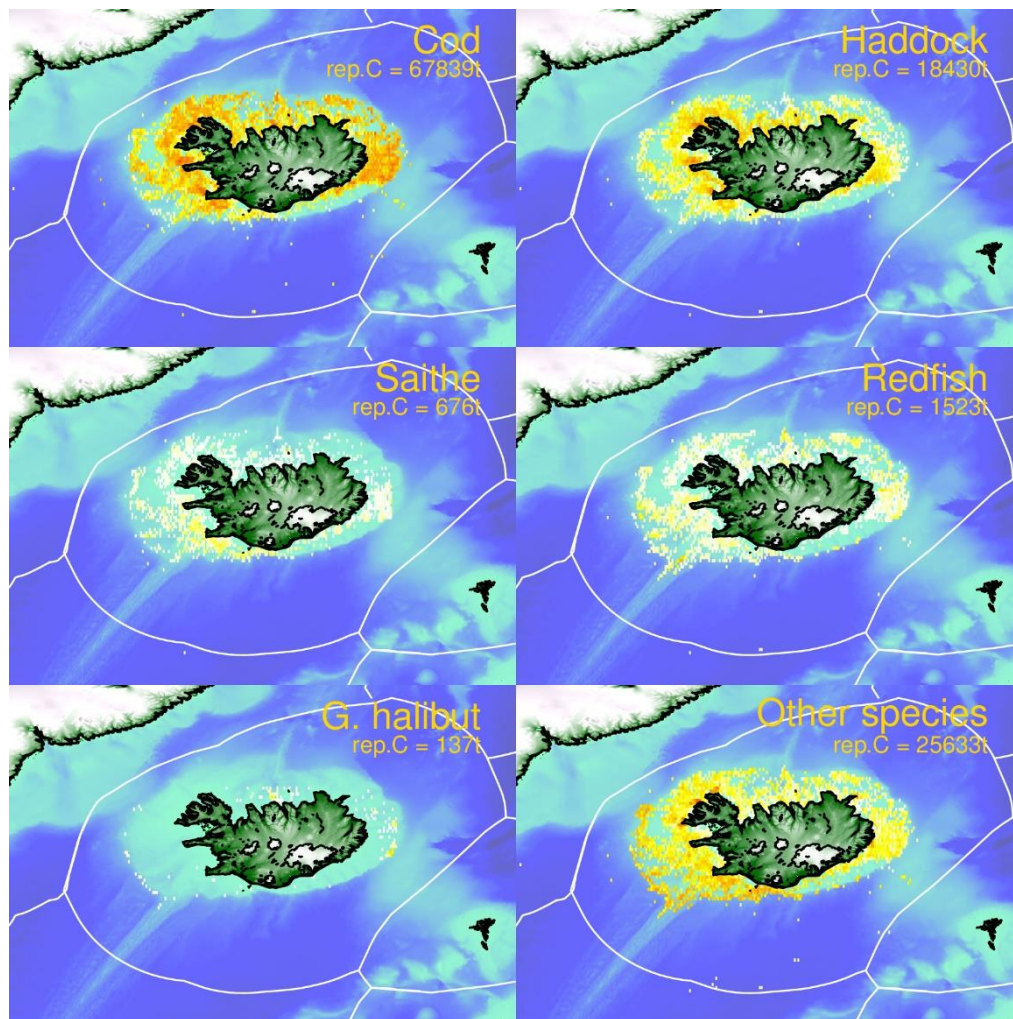 Cod
rep.C = 67839t
Haddock
rep.C = 18430t
Saithe
rep.C = 676t
Redfish
rep.C = 1523t
G. halibut
rep.C = 137t
Other species
rep.C = 25633t